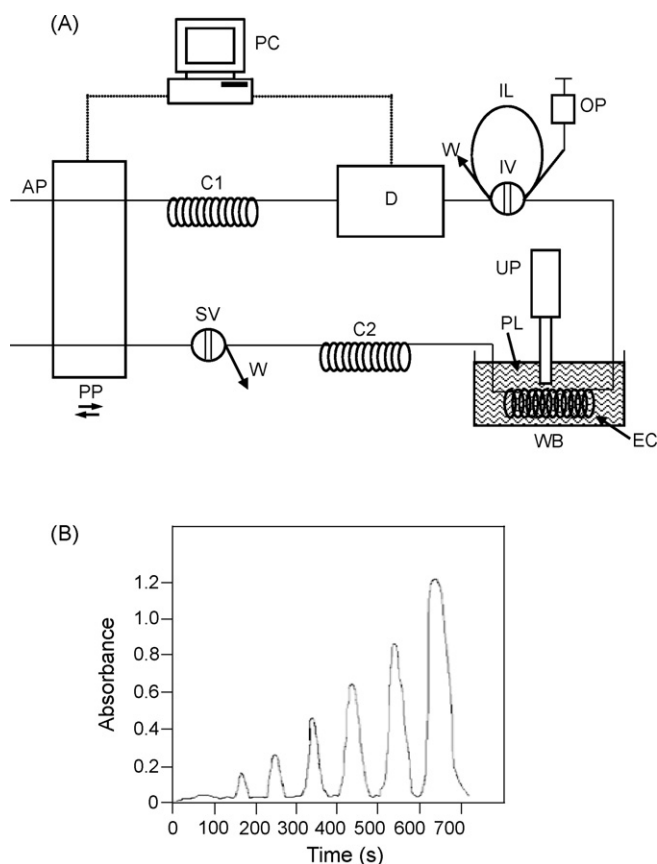 (A)
PC
IL
OP
W
IV
AP
C1
D
UP
SV
C2
PL
W
PP
WB
EC
(B)
Absorbance
1.2
1.0
0.8
0.6
0.4
0.2
0
0 100 200 300 400 500 600 700
Time (s)